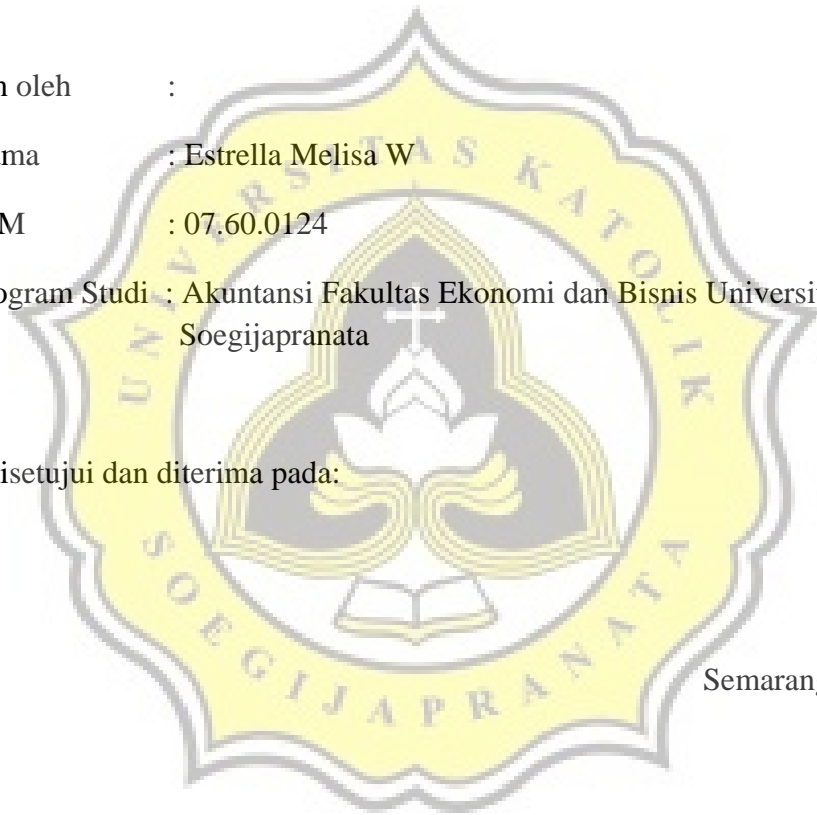 n oleh :
ma : Estrella Melisa W
M : 07.60.0124
ogram Studi : Akuntansi Fakultas Ekonomi dan Bisnis Universit
Soegijapranata
isetujui dan diterima pada:
Semaran
UNIVERSITAS KATOLIK
SOEGIJAPRANATA